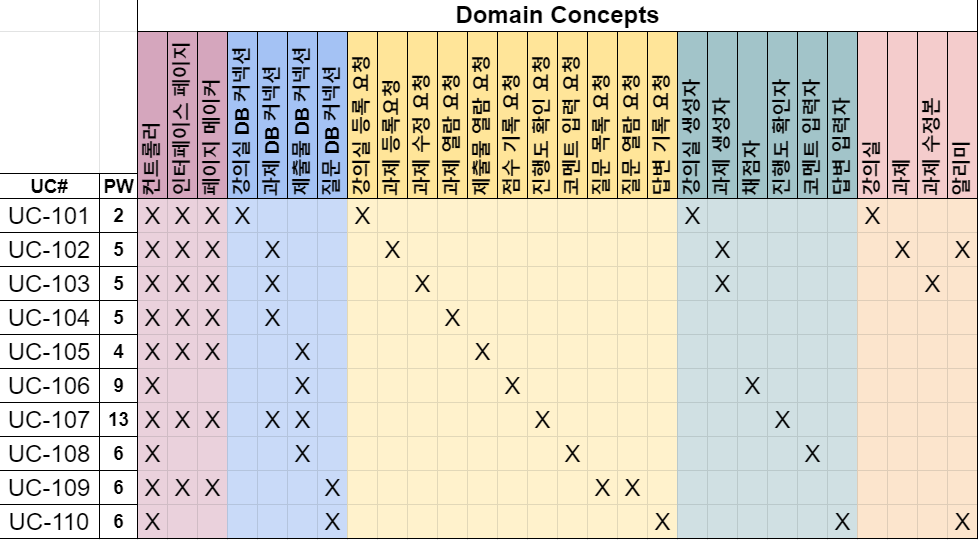 Domain Concepts
UC# PW 컨트롤러 인터페이스 페이지 페이지 메이커 강의실 DB 커넥션 과제 DB 커넥션 제출물 DB 커넥션 질문 DB 커넥션 강의실 등록 요청 과제 등록요청 과제 수정 요청 과제 열람 요청 제출물 열람 요청 점수 기록 요청 진행도 확인 요청 코멘트 입력 요청 질문 목록 요청 질문 열람 요청 답변 기록 요청 강의실 생성자 과제 생성자 채점자 진행도 확인자 코멘트 입력자 답변 입력자 강의실 과제 과제 수정본 알리미
UC-101 2 X X X X X X X
UC-102 5 X X X X X X X X
UC-103 5 X X X X X X X
UC-104 5 X X X X X
UC-105 4 X X X X X
UC-106 9 X X X X
UC-107 13 X X X X X X X
UC-108 6 X X X X
UC-109 6 X X X X X X
UC-110 6 X X X X X